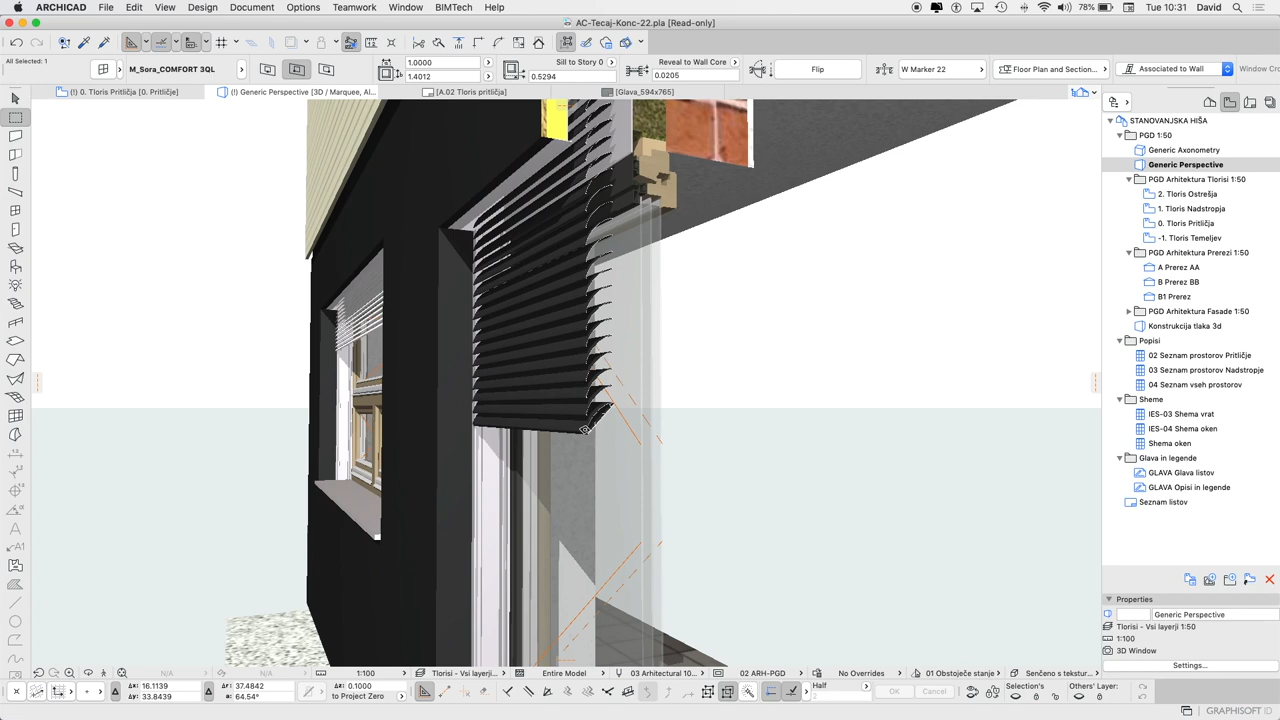 ARCHICAD File Edit View Design Document Options Teamwork Window BIMTech Help 78% Tue 10:31 David
AC-Tecaj-Konc-22.pla [Read-only]
All Selected: 1
M_Sora_COMFORT 3QL
1.0000
1.4012
Sill to Story 0
0.5294
Reveal to Wall Core
0.0205
Flip
W Marker 22
Floor Plan and Section...
Associated to Wall
Window Co
(!) 0. Tloris Pritličja [0. Pritličje]
(!) Generic Perspective [3D / Marquee, Al...
[A.02 Tloris pritličja]
[Glava_594x765]
STANOVANJSKA HIŠA
PGD 1:50
Generic Axonometry
Generic Perspective
PGD Arhitektura Tlorisi 1:50
2. Tloris Ostrešja
1. Tloris Nadstropja
0. Tloris Pritličja
-1. Tloris Temeljev
PGD Arhitektura Prerezi 1:50
A Prerez AA
B Prerez BB
B1 Prerez
PGD Arhitektura Fasade 1:50
Konstrukcija tlaka 3d
Popisi
02 Seznam prostorov Pritličje
03 Seznam prostorov Nadstropje
04 Seznam vseh prostorov
Sheme
IES-03 Shema vrat
IES-04 Shema oken
Shema oken
Glava in legende
GLAVA Glava listov
GLAVA Opisi in legende
Seznam listov
Properties
Generic Perspective
Tlorisi - Vsi layerji 1:50
1:100
3D Window
Settings...
N/A N/A 1:100 Tlorisi - Vsi layerji... Entire Model 03 Arhitectural 10... 02 ARH-PGD No Overrides 01 Obstoječe stanje Senčeno s tekstur...
16.1139
33.8439
37.4842
64.54°
0.1000
to Project Zero
Half
2
OK Cancel
Selection's
Others' Layer:
GRAPHISOFT ID